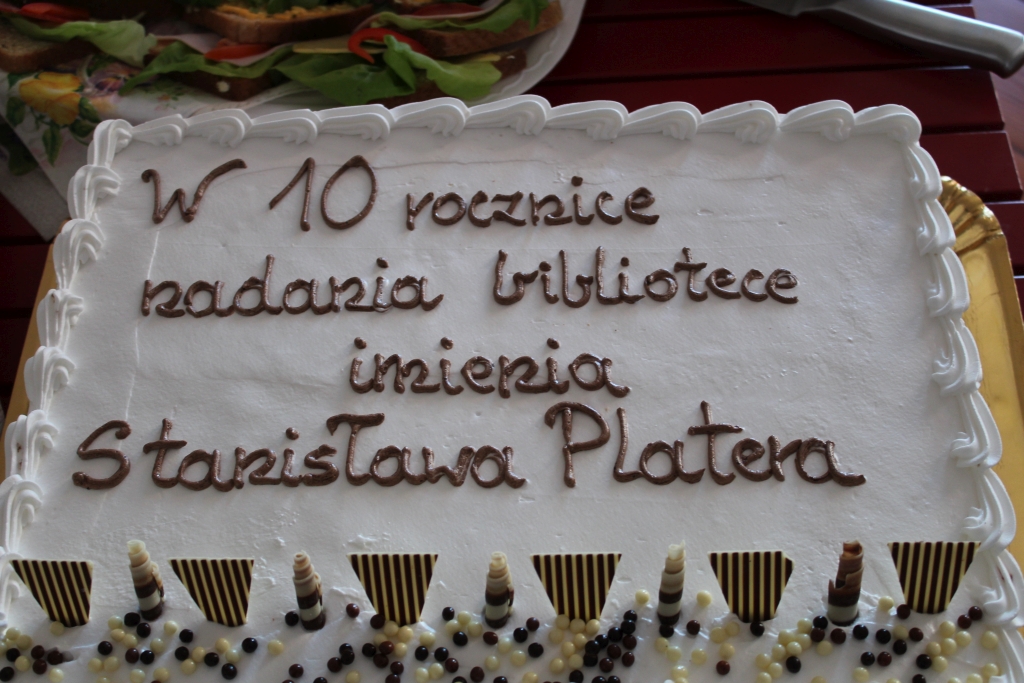 W 10 rocznice
nadania bibliotece
imienia
Stanisława Platera